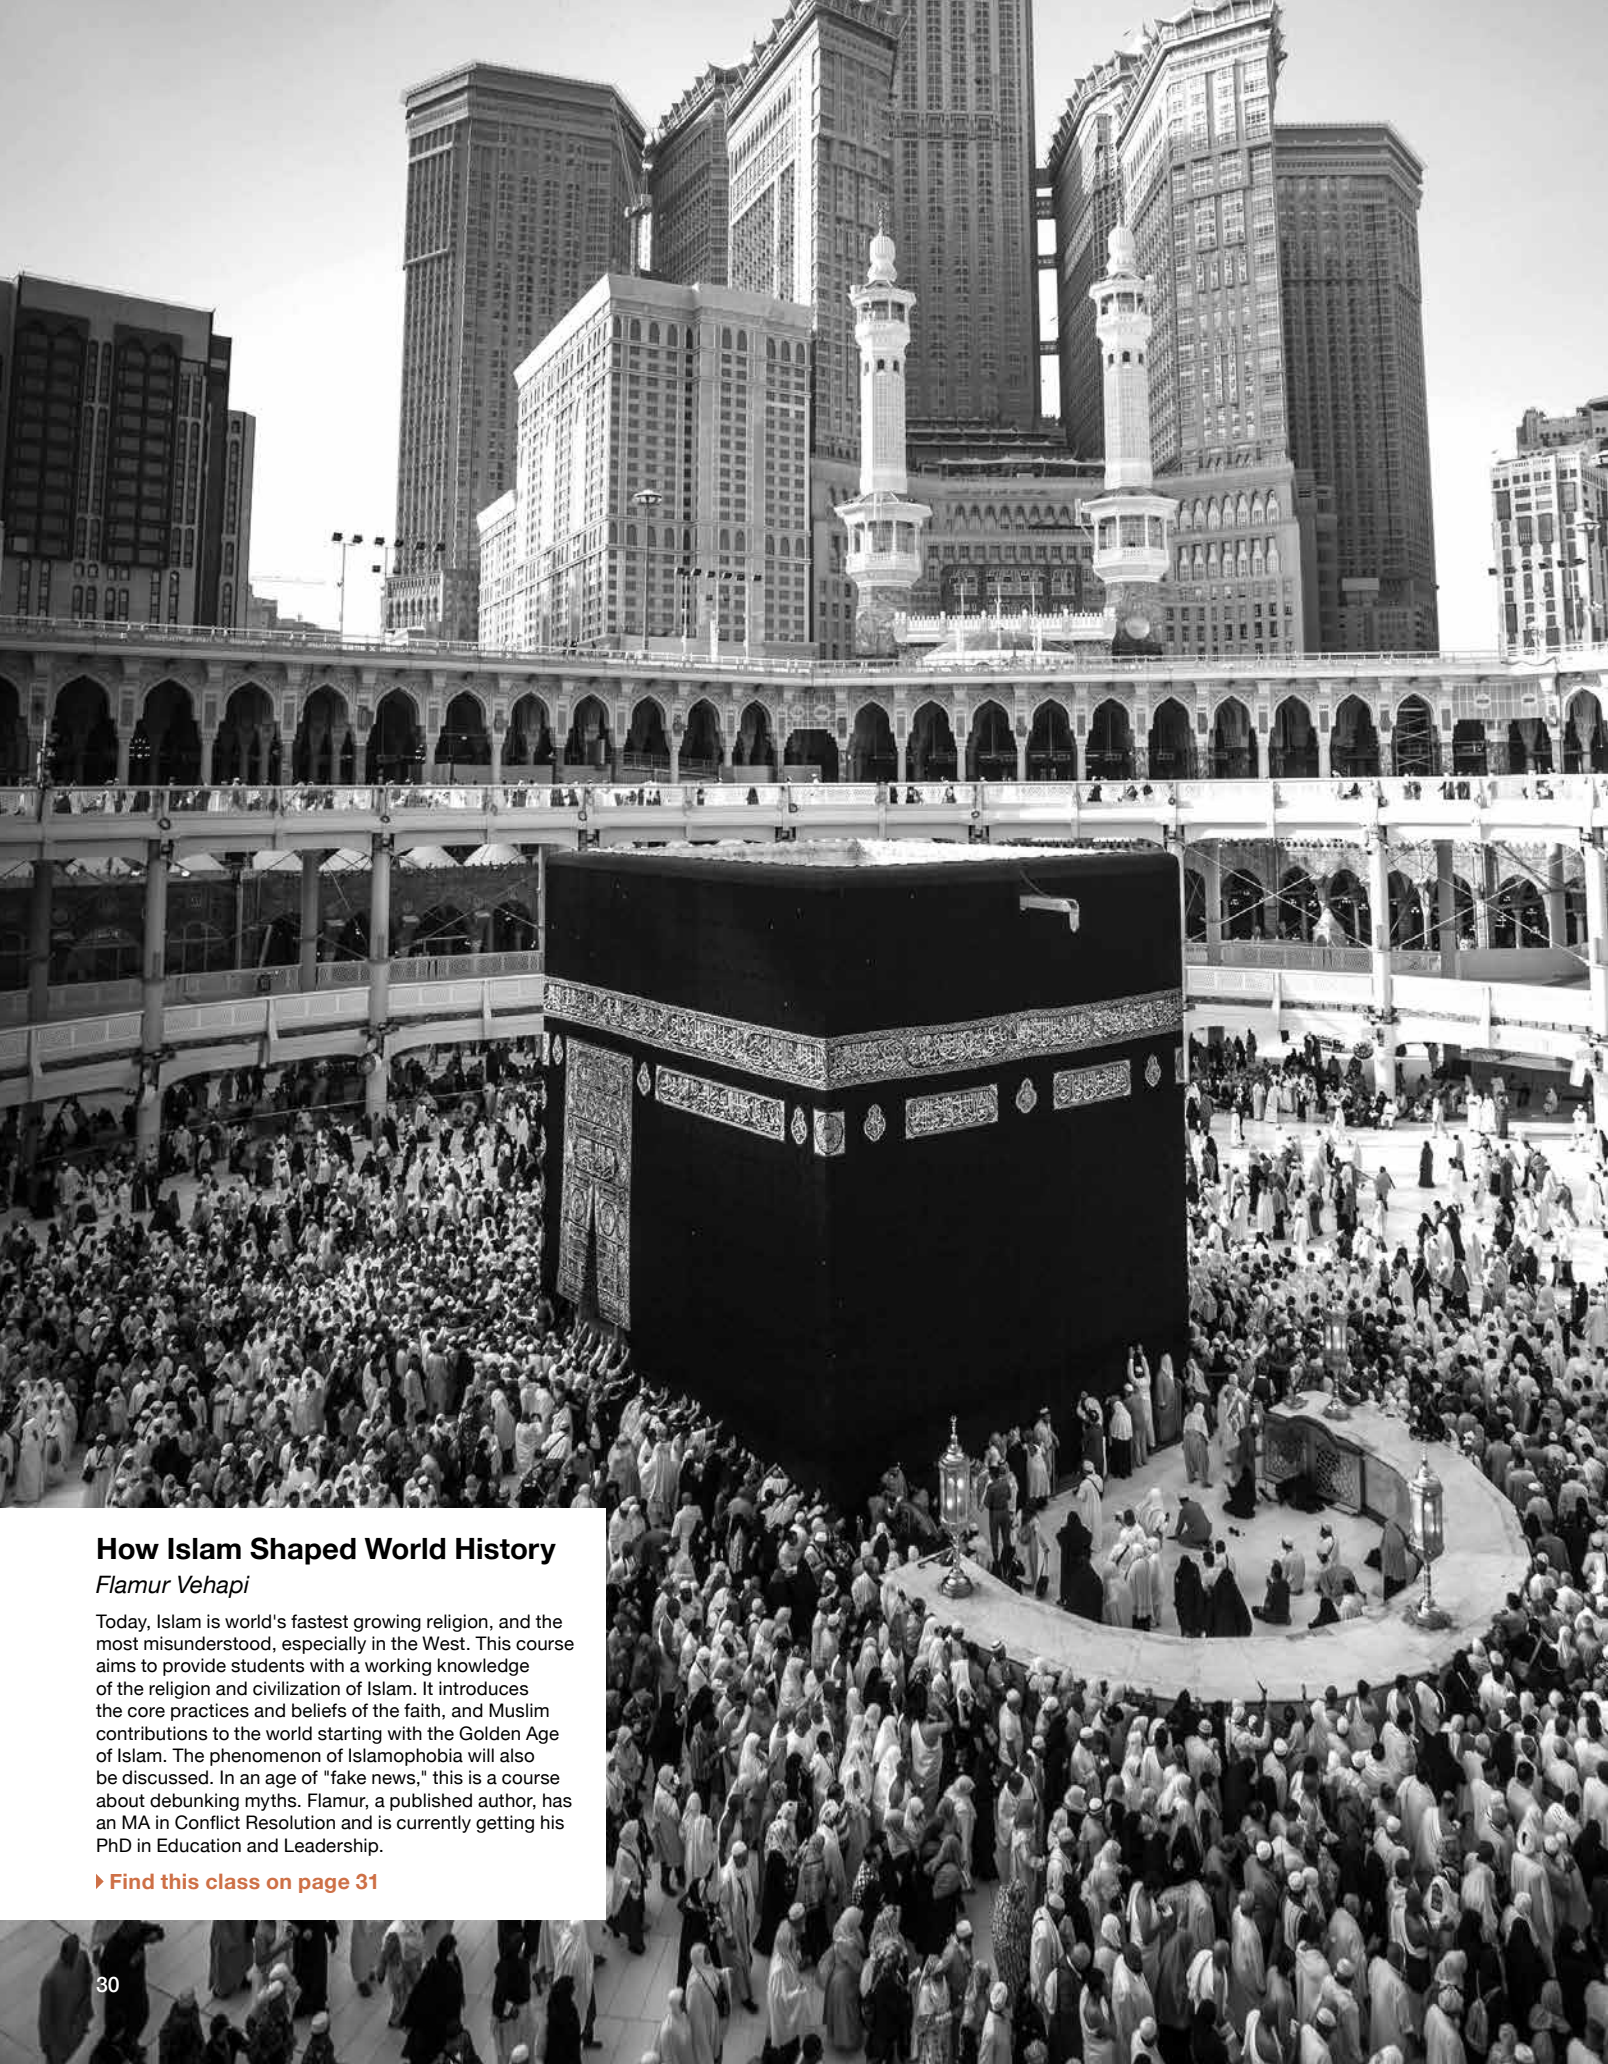 How Islam Shaped World History
Flamur Vehapi
Today, Islam is world's fastest growing religion, and the
most misunderstood, especially in the West. This course
aims to provide students with a working knowledge
of the religion and civilization of Islam. It introduces
the core practices and beliefs of the faith, and Muslim
contributions to the world starting with the Golden Age
of Islam. The phenomenon of Islamophobia will also
be discussed. In an age of "fake news," this is a course
about debunking myths. Flamur, a published author, has
an MA in Conflict Resolution and is currently getting his
PhD in Education and Leadership.
Find this class on page 31
30